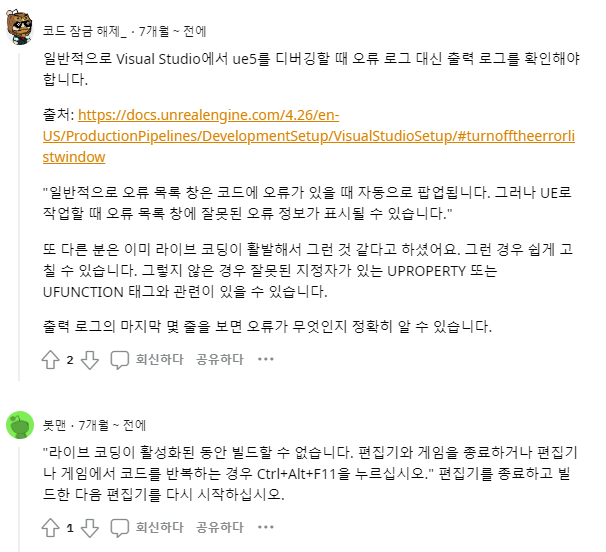 코드 잠금 해제_ · 7개월 ~ 전에
일반적으로 Visual Studio에서 ue5를 디버깅할 때 오류 로그 대신 출력 로그를 확인해야
합니다.
출처: https://docs.unrealengine.com/4.26/en-
US/ProductionPipelines/DevelopmentSetup/VisualStudioSetup/#turnofftheerrorli
stwindow
"일반적으로 오류 목록 창은 코드에 오류가 있을 때 자동으로 팝업됩니다. 그러나 UE로
작업할 때 오류 목록 창에 잘못된 오류 정보가 표시될 수 있습니다."
또 다른 분은 이미 라이브 코딩이 활발해서 그런 것 같다고 하셨어요. 그런 경우 쉽게 고
칠 수 있습니다. 그렇지 않은 경우 잘못된 지정자가 있는 UPROPERTY 또는
UFUNCTION 태그와 관련이 있을 수 있습니다.
출력 로그의 마지막 몇 줄을 보면 오류가 무엇인지 정확히 알 수 있습니다.
2 회신하다 공유하다 ···
봇맨 · 7개월 ~ 전에
"라이브 코딩이 활성화된 동안 빌드할 수 없습니다. 편집기와 게임을 종료하거나 편집기
나 게임에서 코드를 반복하는 경우 Ctrl+Alt+F11을 누르십시오." 편집기를 종료하고 빌
드한 다음 편집기를 다시 시작하십시오.
1 회신하다 공유하다 ···